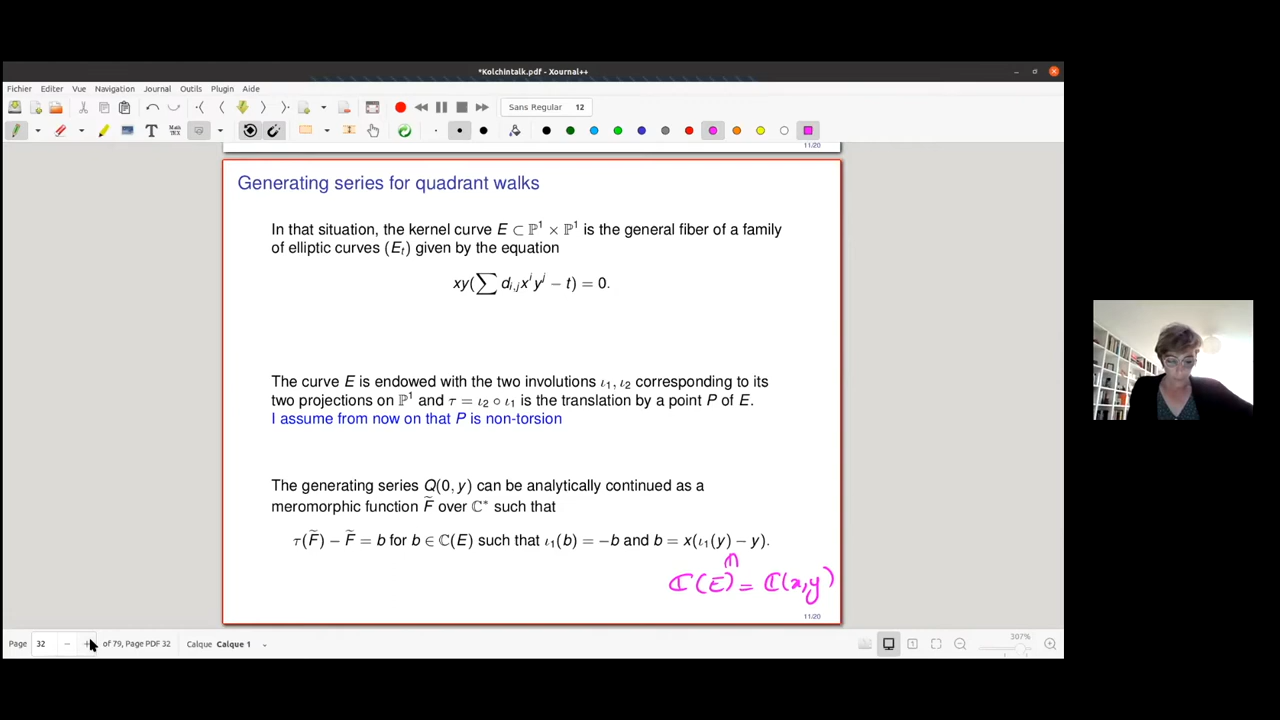 *Kolchintalk.pdf - Xournal++
Fichier Editer Vue Navigation Journal Outils Plugin Aide
Sans Regular 12
11/20
Generating series for quadrant walks
In that situation, the kernel curve E ⊂ ℙ¹ × ℙ¹ is the general fiber of a family
of elliptic curves (E_t) given by the equation
xy(∑ d_{i,j}x^i y^j − t) = 0.
The curve E is endowed with the two involutions ι₁, ι₂ corresponding to its
two projections on ℙ¹ and τ = ι₂ ∘ ι₁ is the translation by a point P of E.
I assume from now on that P is non-torsion
The generating series Q(0, y) can be analytically continued as a
meromorphic function F̃ over ℂ* such that
τ(F̃) − F̃ = b for b ∈ ℂ(E) such that ι₁(b) = −b and b = x(ι₁(y) − y).
ℂ(E) = ℂ(x,y)
11/20
Page 32 − + of 79, Page PDF 32 Calque Calque 1 307%